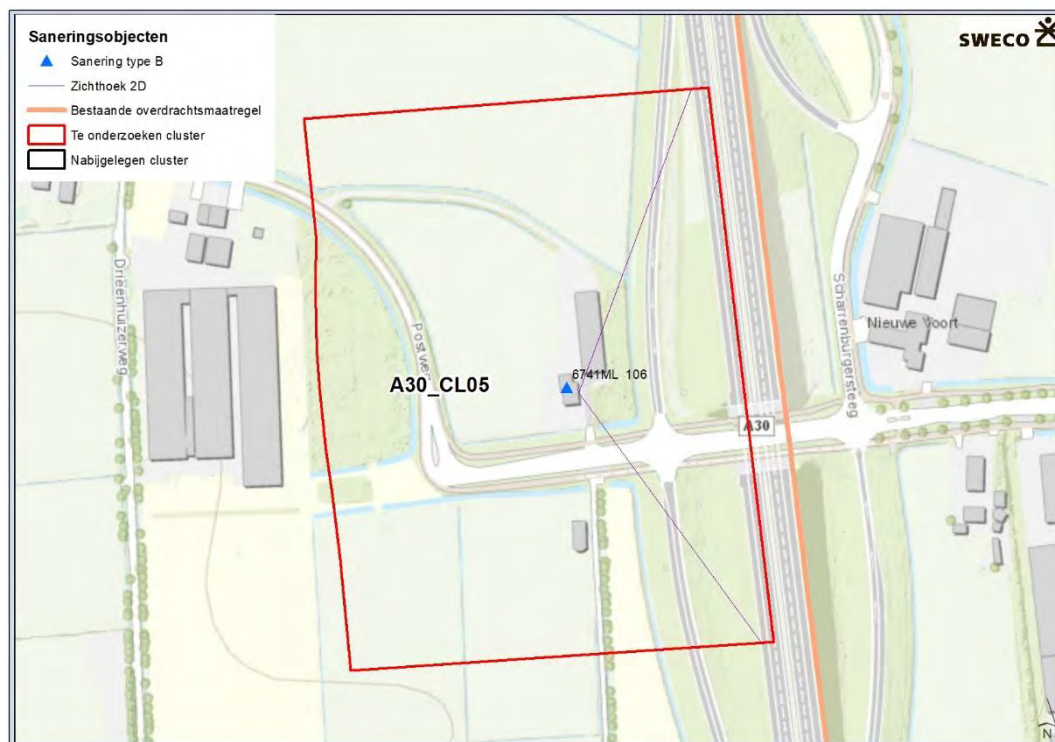 Saneringsobjecten
Sanering type B
Zichthoek 2D
Bestaande overdrachtsmaatregel
Te onderzoeken cluster
Nabijgelegen cluster
SWECO
Drieenhuizerweg
Postweg
A30_CL05
6741ML 106
A30
Scharrenburgersteeg
Nieuwe Voort
N